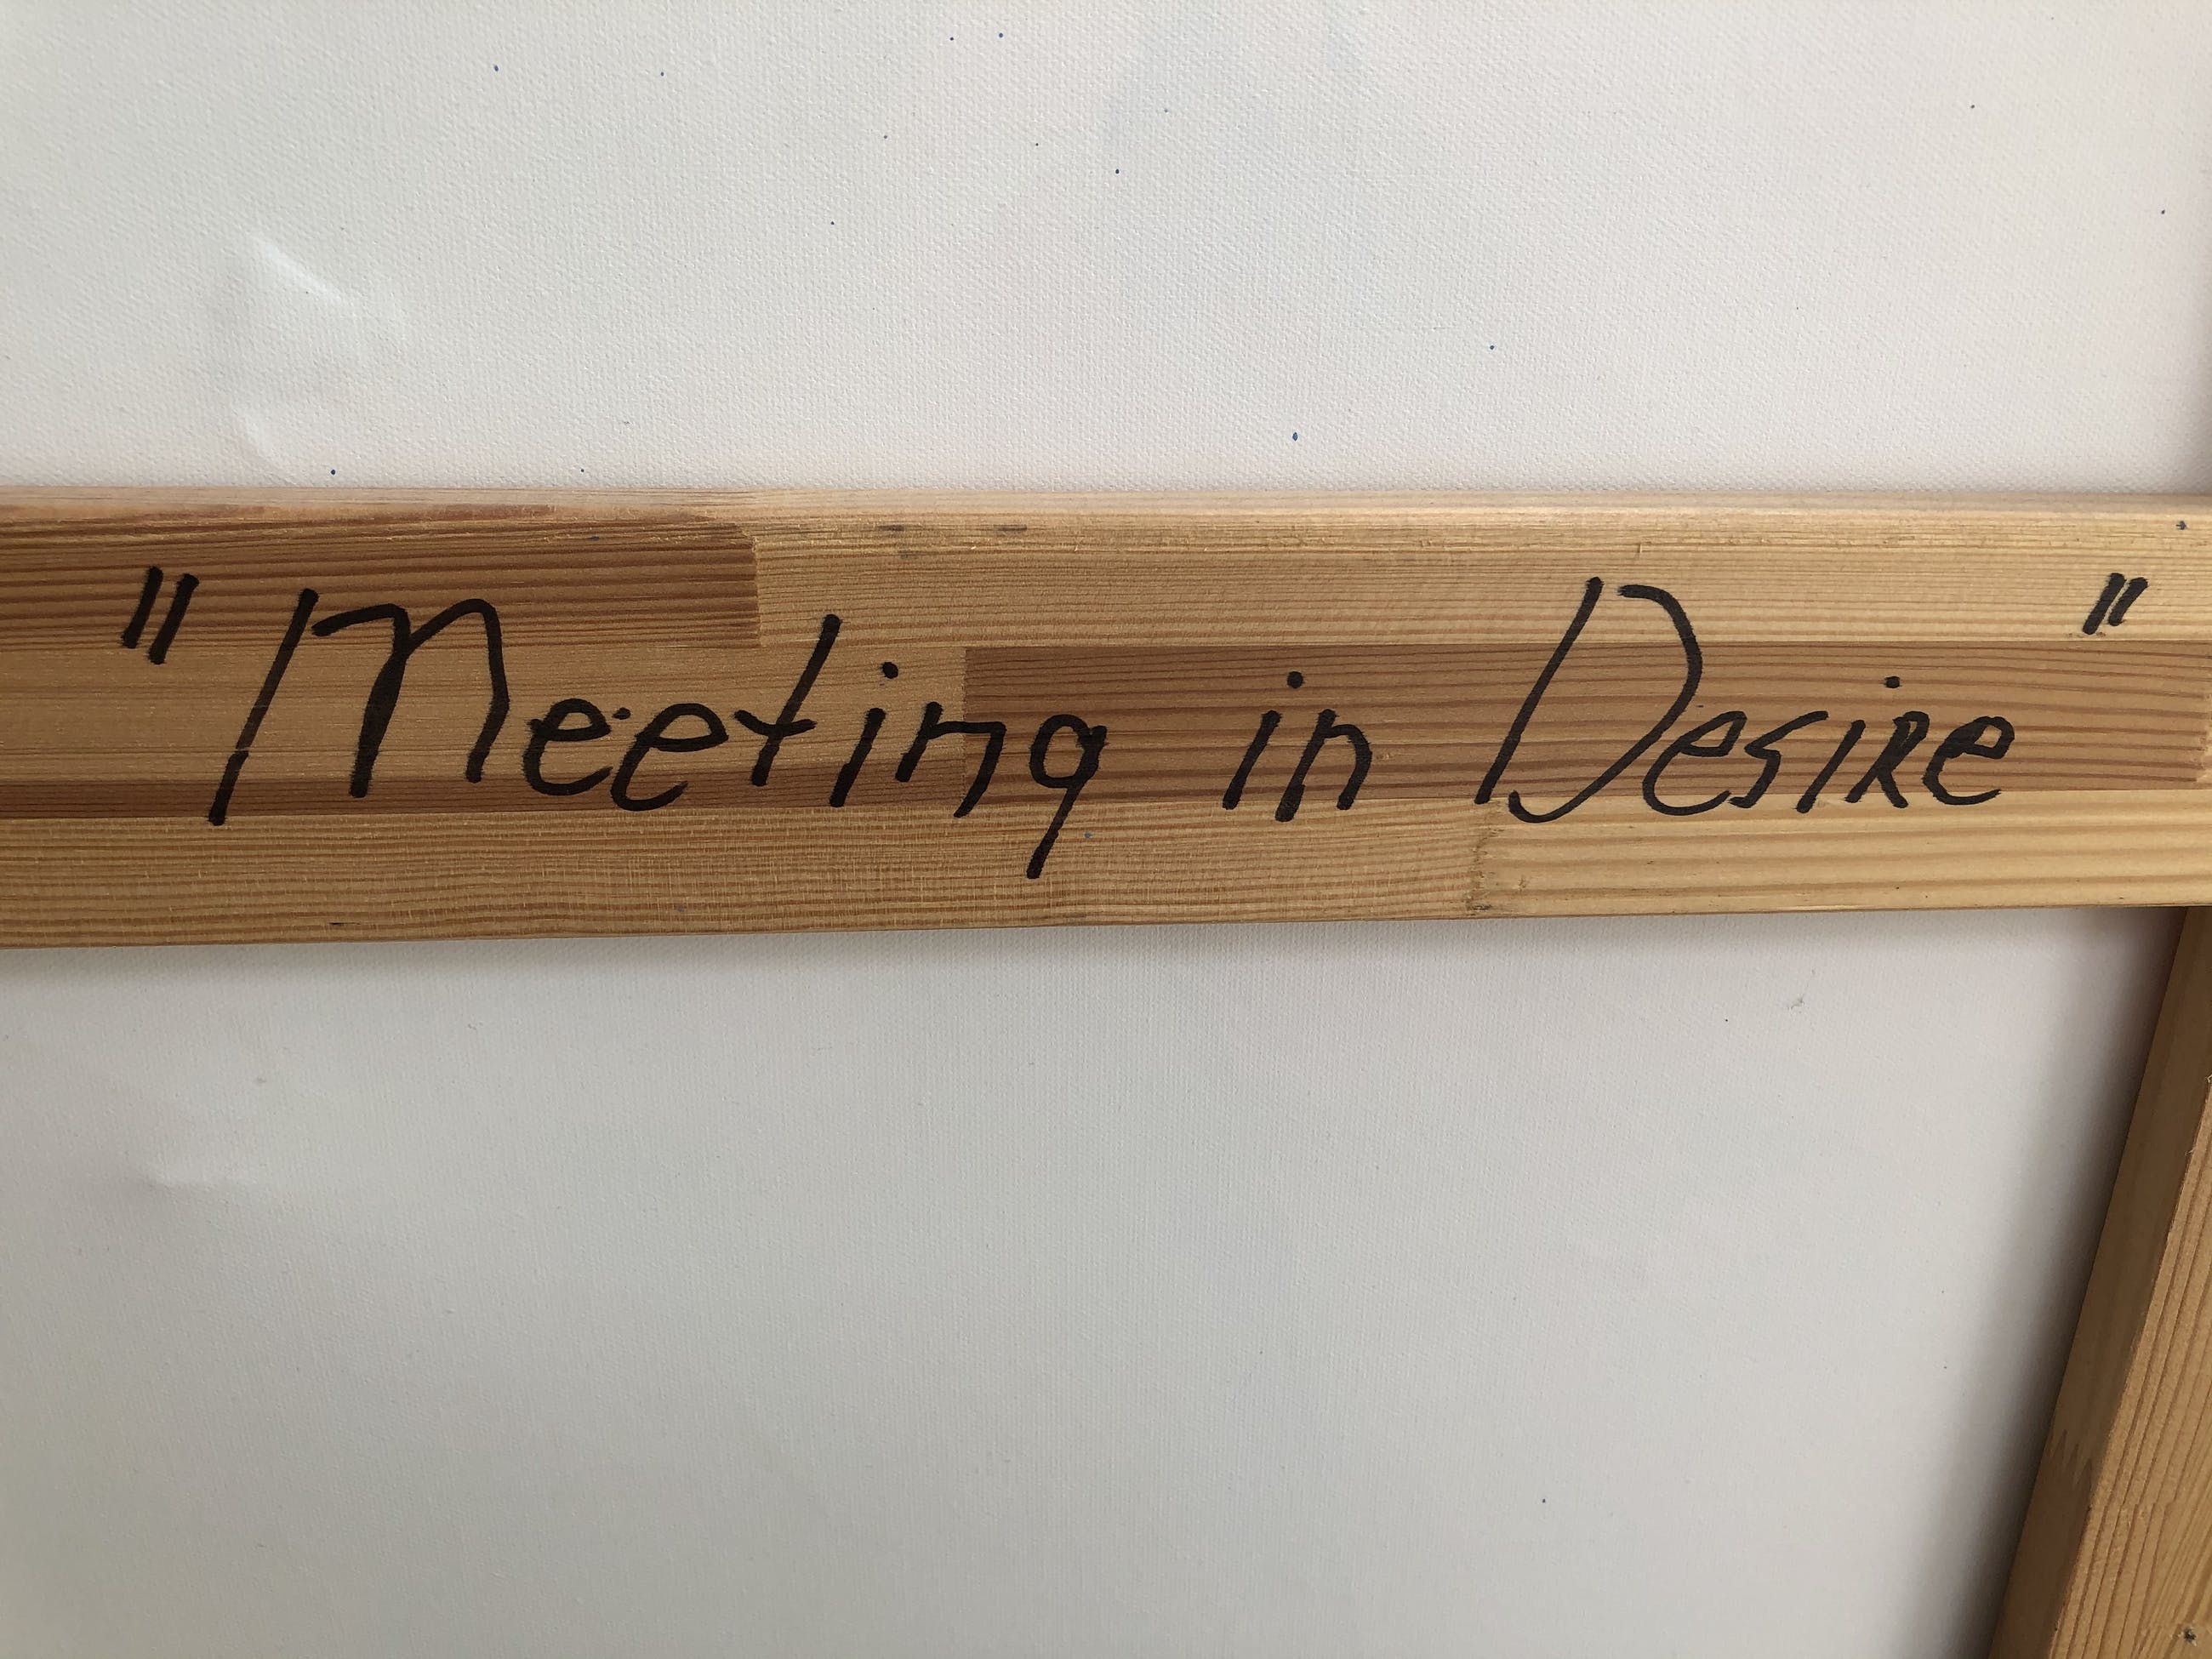 "Meeting in Desire"